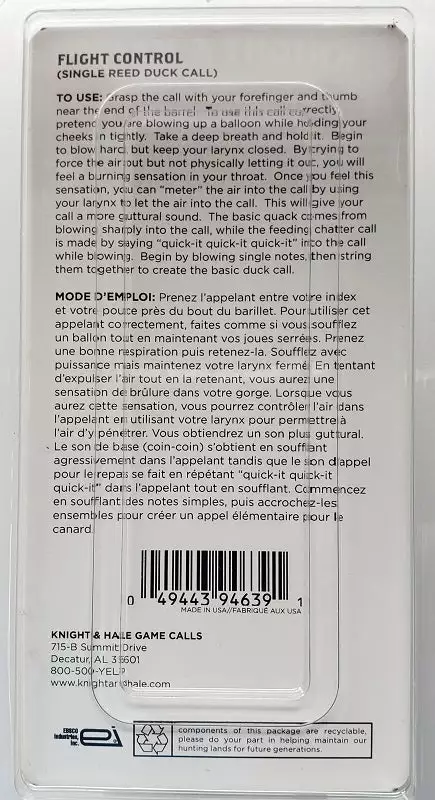 FLIGHT CONTROL
(SINGLE REED DUCK CALL)
TO USE: Grasp the call with your forefinger and thumb
near the end of the barrel. To use this call correctly,
pretend you are blowing up a balloon while holding your
cheeks in tightly. Take a deep breath and hold it. Begin
to blow hard, but keep your larynx closed. By trying to
force the air out but not physically letting it out, you will
feel a burning sensation in your throat. Once you feel this
sensation, you can "meter" the air into the call by using
your larynx to let the air into the call. This will give your
call a more guttural sound. The basic quack comes from
blowing sharply into the call, while the feeding chatter call
is made by saying "quick-it quick-it quick-it" into the call
while blowing. Begin by blowing single notes, then string
them together to create the basic duck call.
MODE D'EMPLOI: Prenez l'appelant entre votre index
et votre pouce près du bout du barillet. Pour utiliser cet
appelant correctement, faites comme si vous souffliez
un ballon tout en maintenant vos joues serrées. Prenez
une bonne respiration puis retenez-la. Soufflez avec
puissance mais maintenez votre larynx fermé. En tentant
d'expulser l'air tout en la retenant, vous aurez une
sensation de brûlure dans votre gorge. Lorsque vous
aurez cette sensation, vous pourrez contrôler l'air dans
l'appelant en utilisant votre larynx pour permettre à
l'air d'y pénétrer. Vous obtiendrez un son plus guttural.
Le son de base (coin-coin) s'obtient en soufflant
agressivement dans l'appelant tandis que le son d'appel
pour le repas se fait en répétant "quick-it quick-it
quick-it" dans l'appelant tout en soufflant. Commencez
en soufflant des notes simples, puis accrochez-les
ensembles pour créer un appel élémentaire pour le
canard.
0 49443 94639 1
MADE IN USA//FABRIQUÉ AUX USA
KNIGHT & HALE GAME CALLS
715-B Summit Drive
Decatur, AL 35601
800-500-YELP
www.knightandhale.com
EBSCO
Industries,
Inc.
ei
components of this package are recyclable,
please do your part in helping maintain our
hunting lands for future generations.